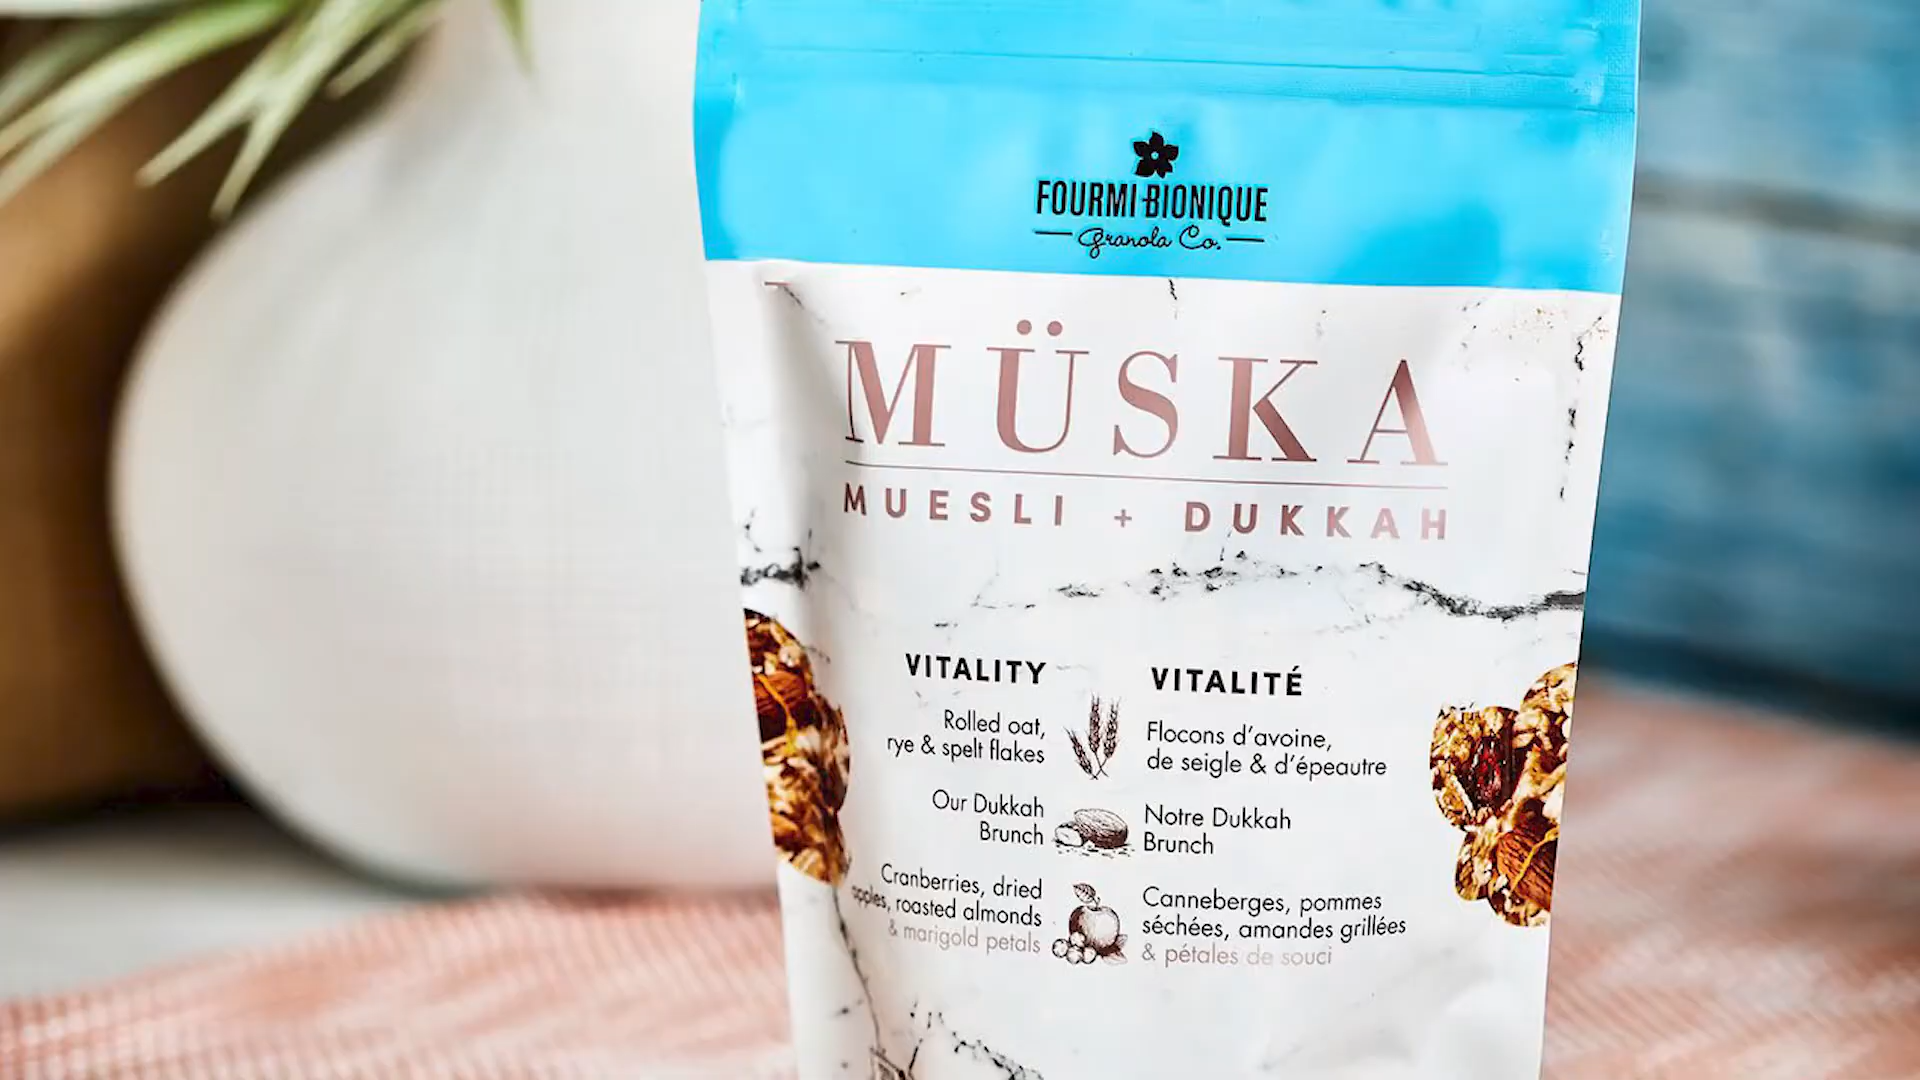 FOURMI BIONIQUE
Granola Co.
MÜSKA
MUESLI + DUKKAH
VITALITY
Rolled oat,
rye & spelt flakes
Our Dukkah
Brunch
Cranberries, dried
apples, roasted almonds
& marigold petals
VITALITÉ
Flocons d'avoine,
de seigle & d'épeautre
Notre Dukkah
Brunch
Canneberges, pommes
séchées, amandes grillées
& pétales de souci